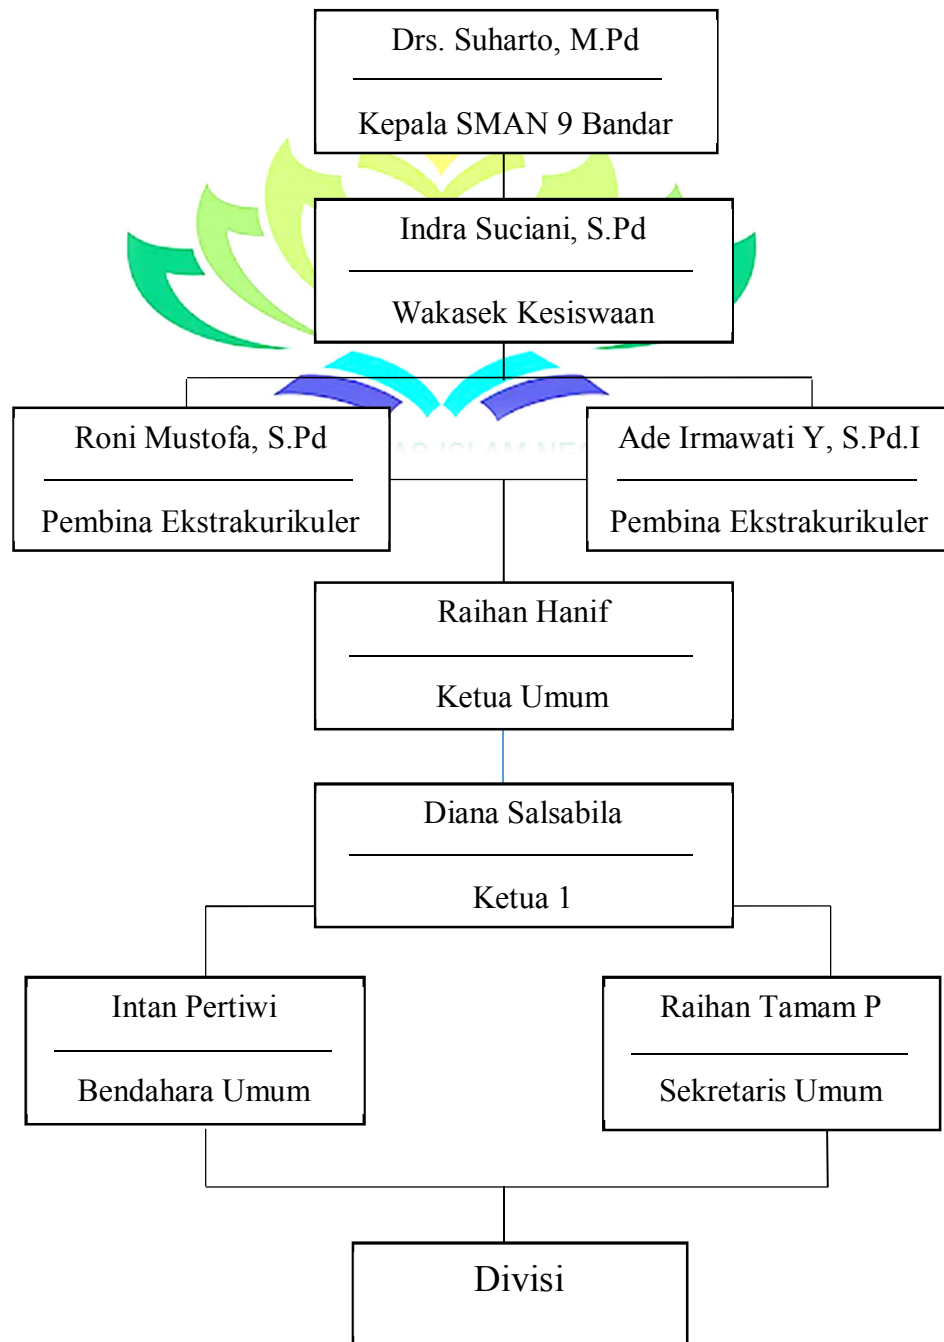 Drs. Suharto, M.Pd
Kepala SMAN 9 Bandar
Indra Suciani, S.Pd
Wakasek Kesiswaan
Roni Mustofa, S.Pd
Pembina Ekstrakurikuler
Ade Irmawati Y, S.Pd.I
Pembina Ekstrakurikuler
ISLAM
Raihan Hanif
Ketua Umum
Diana Salsabila
Ketua 1
Intan Pertiwi
Bendahara Umum
Raihan Tamam P
Sekretaris Umum
Divisi